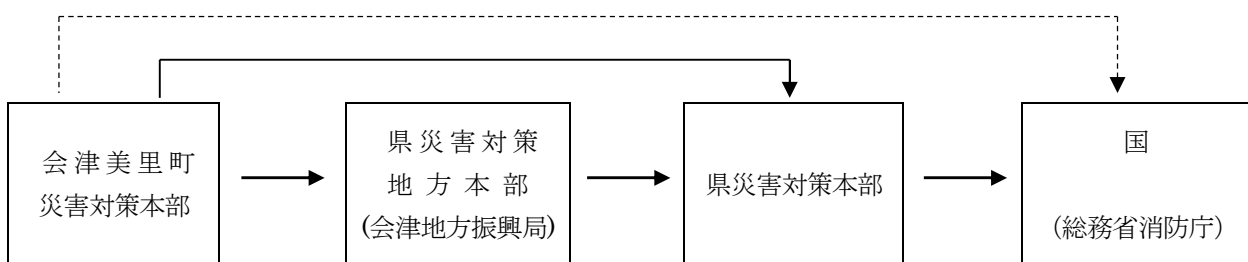 会津美里町
災害対策本部
県災害対策
地方本部
(会津地方振興局)
県災害対策本部
国
(総務省消防庁)